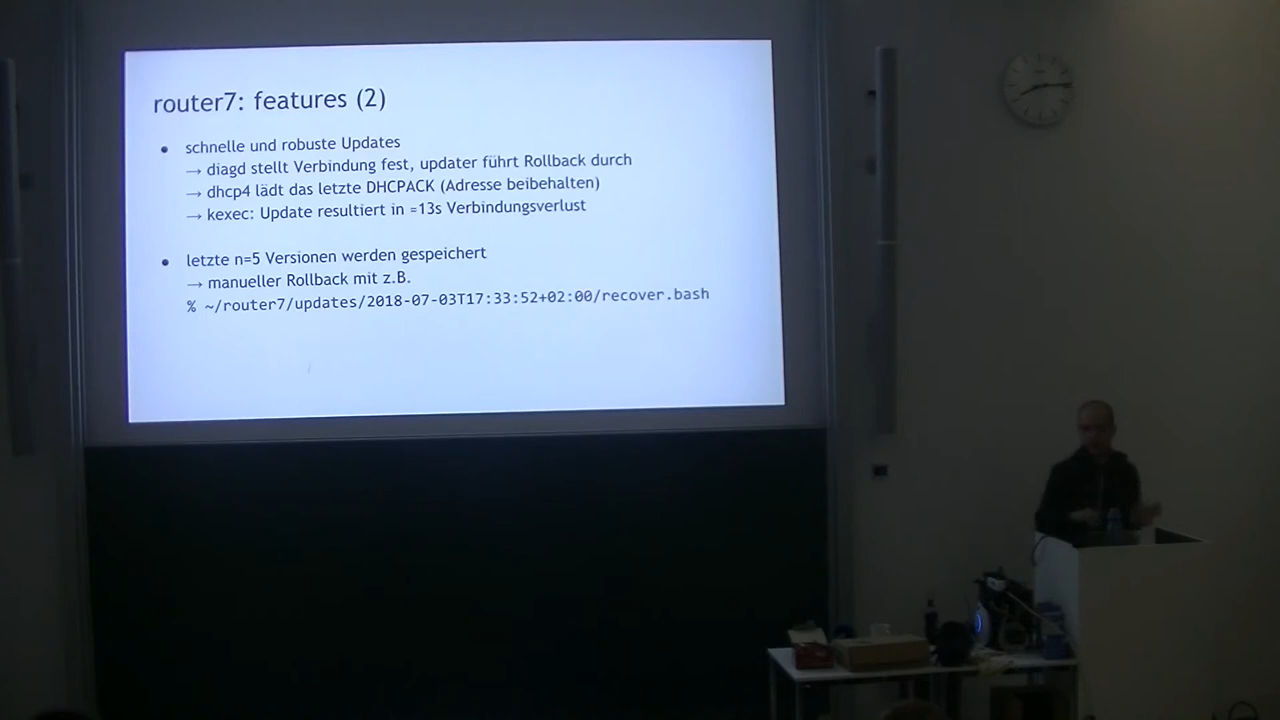 router7: features (2)
• schnelle und robuste Updates
→ diagd stellt Verbindung fest, updater führt Rollback durch
→ dhcp4 lädt das letzte DHCPACK (Adresse beibehalten)
→ kexec: Update resultiert in ≈13s Verbindungsverlust
• letzte n=5 Versionen werden gespeichert
→ manueller Rollback mit z.B.
% ~/router7/updates/2018-07-03T17:33:52+02:00/recover.bash